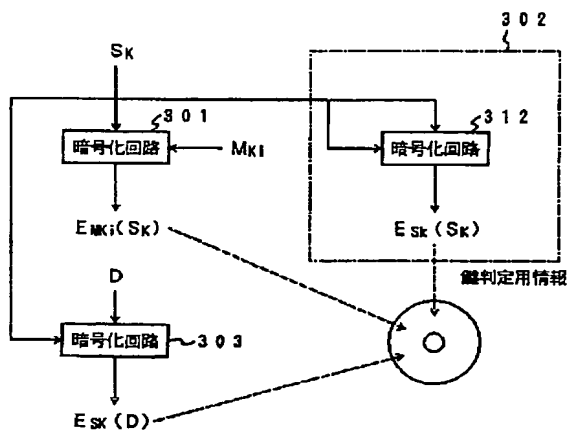 302
SK
301
312
暗号化回路
MKi
暗号化回路
EMKi(SK)
ESk(SK)
鍵判定用情報
D
暗号化回路
303
ESK(D)